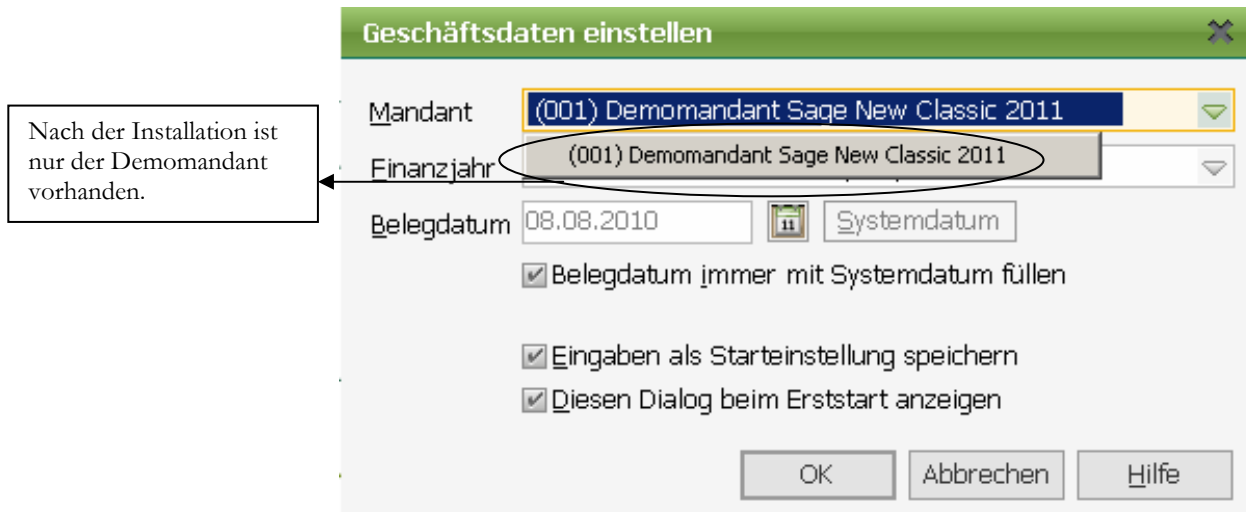 Geschäftsdaten einstellen
Nach der Installation ist
nur der Demomandant
vorhanden.
Mandant (001) Demomandant Sage New Classic 2011
(001) Demomandant Sage New Classic 2011
Finanzjahr
Belegdatum 08.08.2010 11 Systemdatum
Belegdatum immer mit Systemdatum füllen
Eingaben als Starteinstellung speichern
Diesen Dialog beim Erststart anzeigen
OK Abbrechen Hilfe